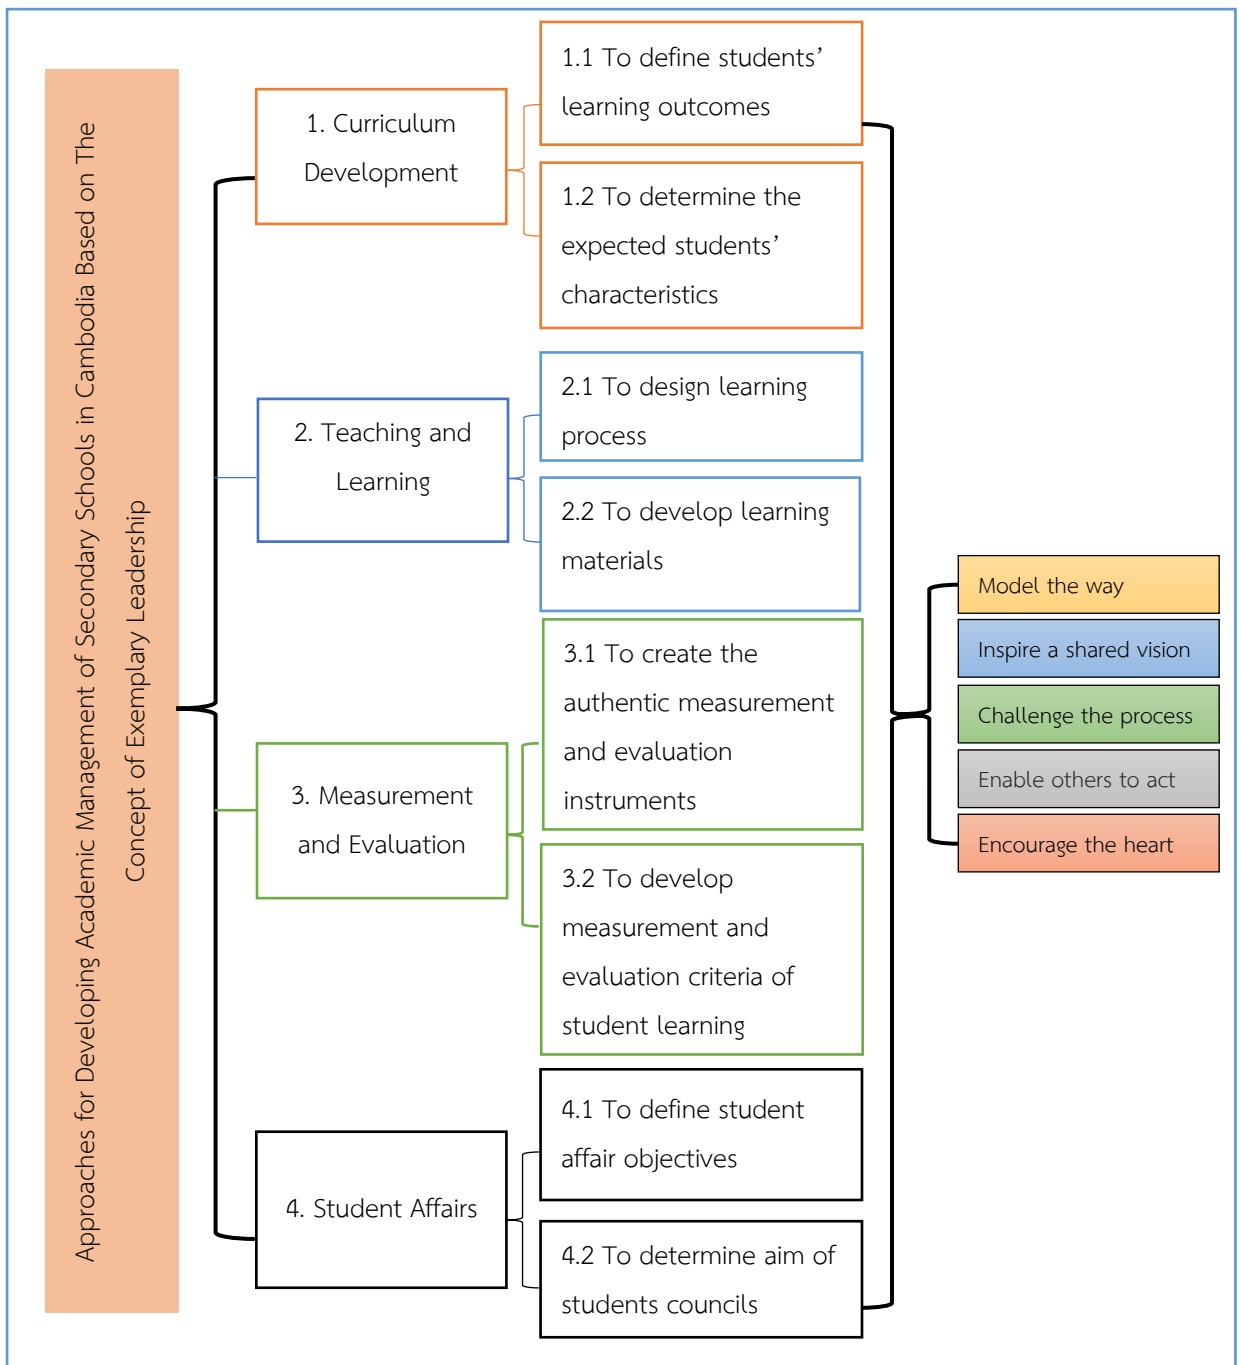 Approaches for Developing Academic Management of Secondary Schools in Cambodia Based on The
Concept of Exemplary Leadership
1. Curriculum
Development
1.1 To define students’
learning outcomes
1.2 To determine the
expected students’
characteristics
2. Teaching and
Learning
2.1 To design learning
process
2.2 To develop learning
materials
3. Measurement
and Evaluation
3.1 To create the
authentic measurement
and evaluation
instruments
3.2 To develop
measurement and
evaluation criteria of
student learning
4. Student Affairs
4.1 To define student
affair objectives
4.2 To determine aim of
students councils
Model the way
Inspire a shared vision
Challenge the process
Enable others to act
Encourage the heart